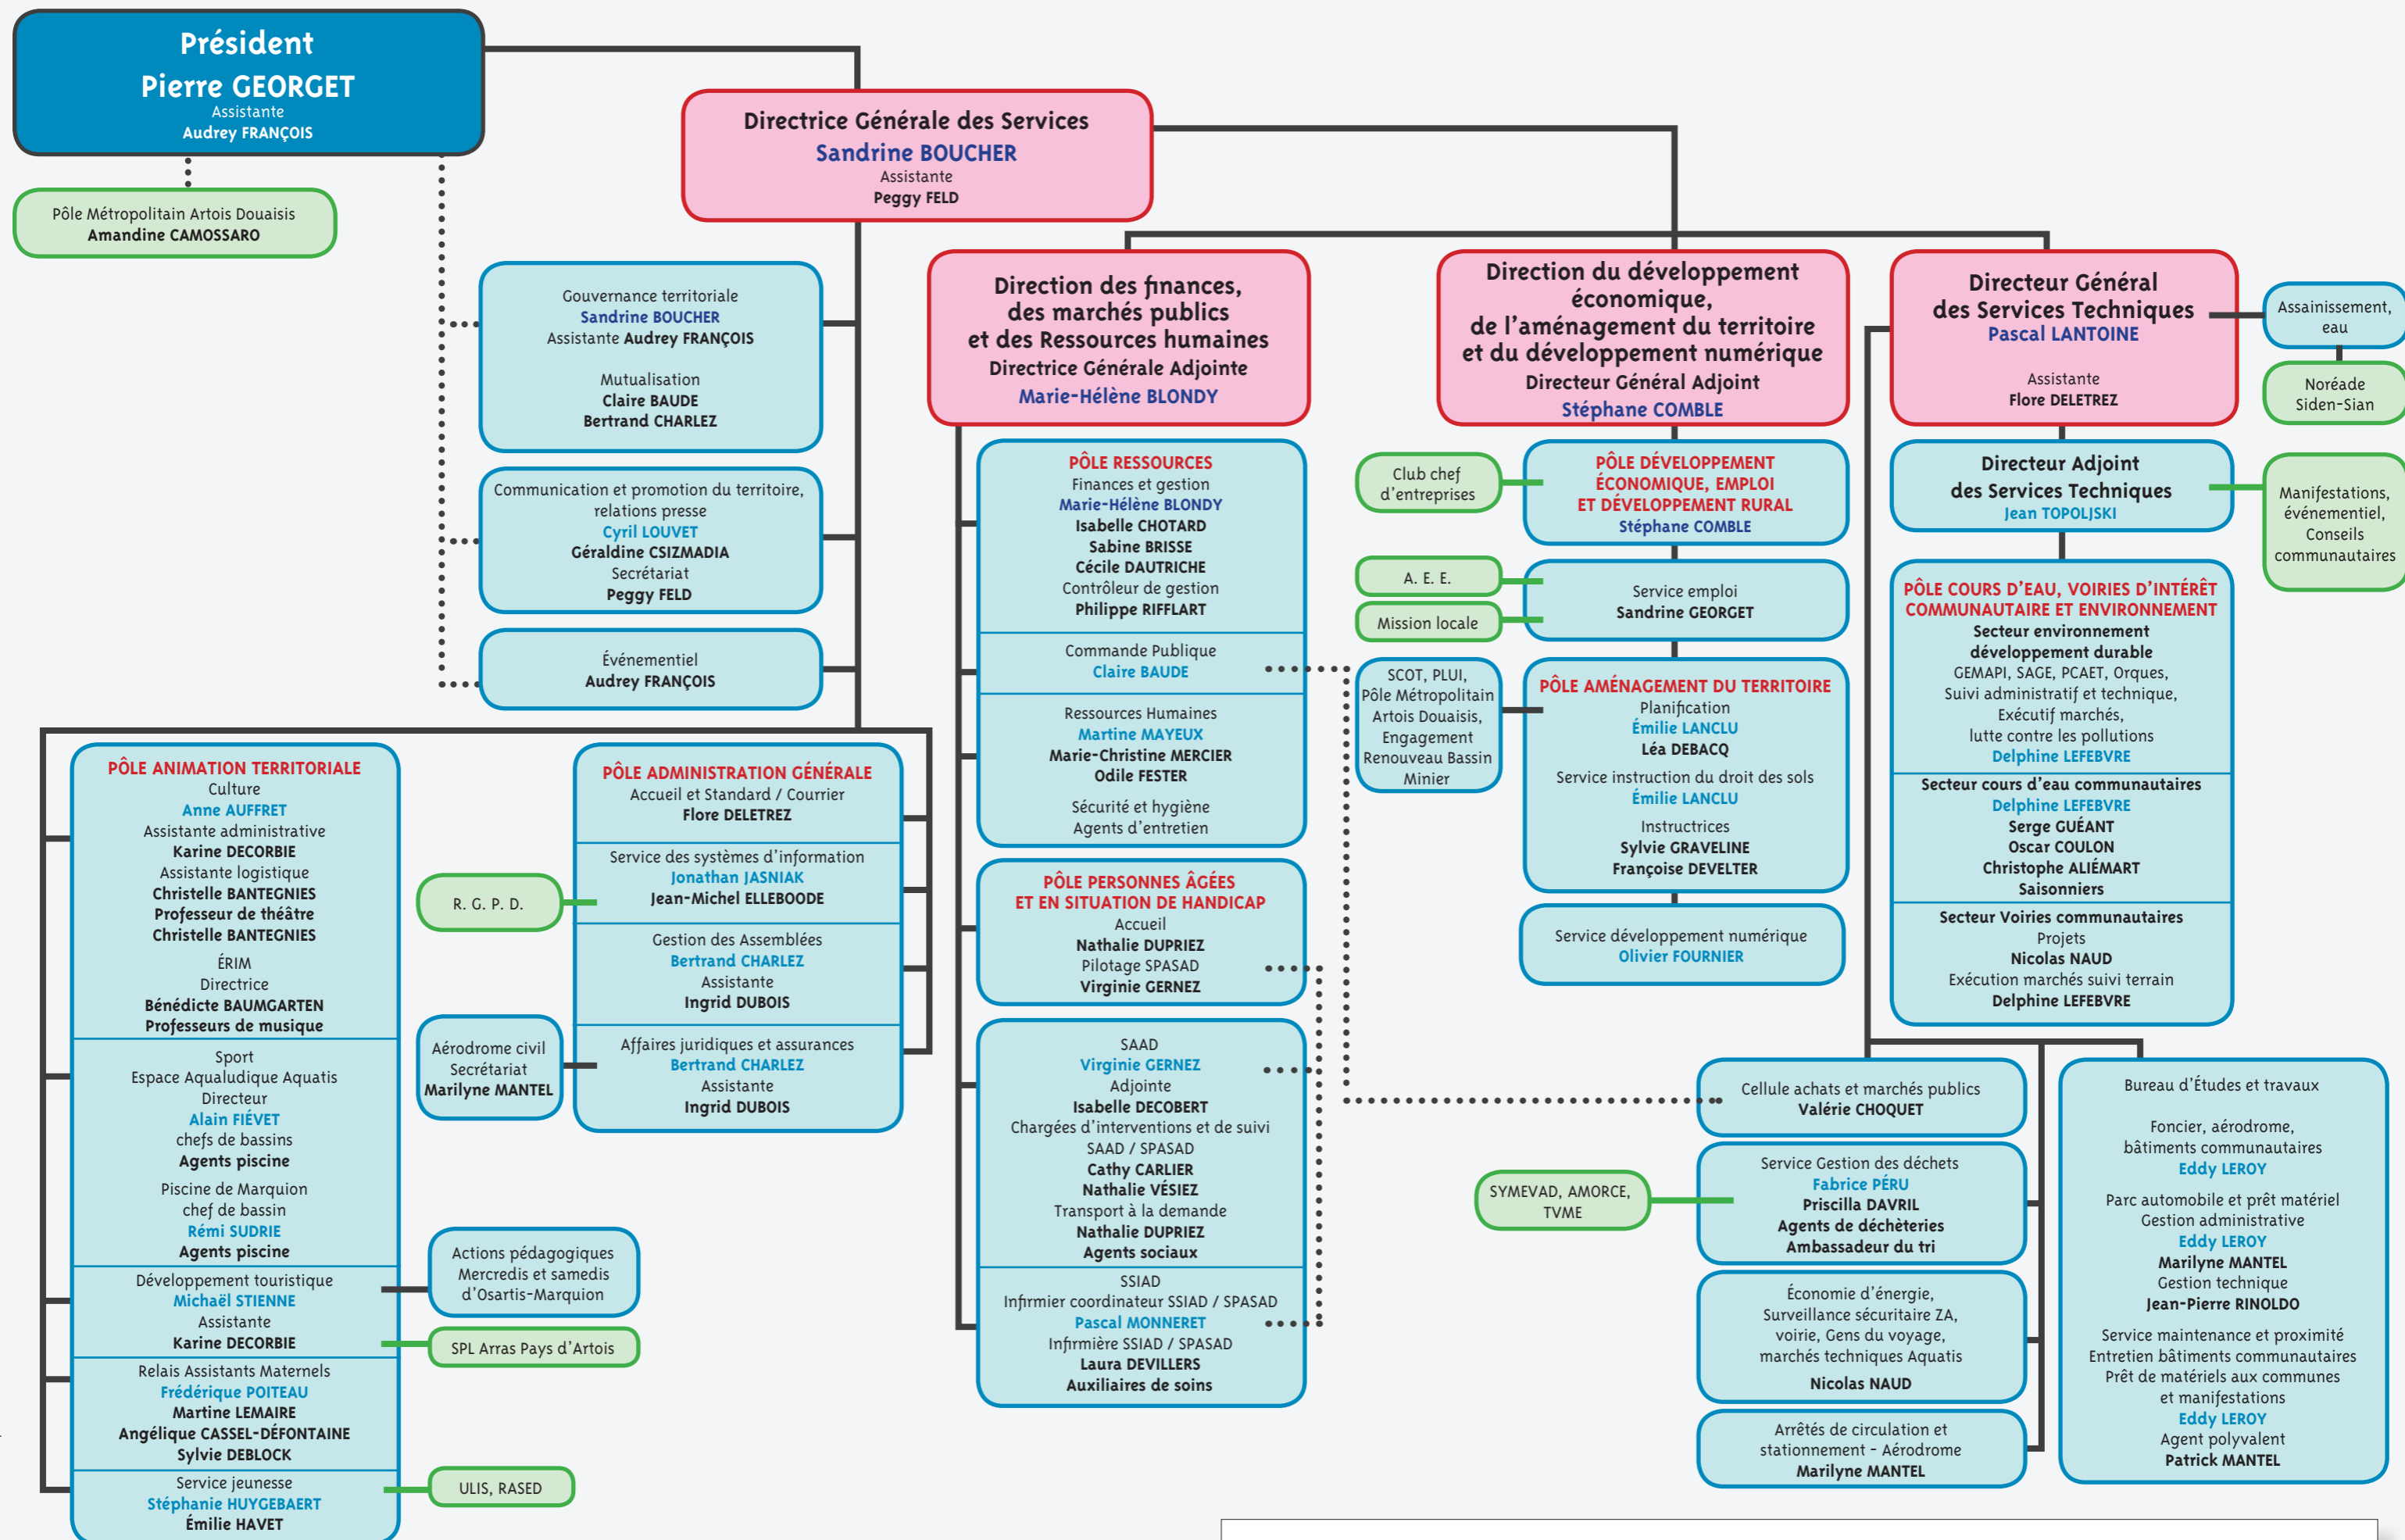 Président
Pierre GEORGET
Assistante
Audrey FRANÇOIS
Pôle Métropolitain Artois Douaisis
Amandine CAMOSSARO
Directrice Générale des Services
Sandrine BOUCHER
Assistante
Peggy FELD
Gouvernance territoriale
Sandrine BOUCHER
Assistante Audrey FRANÇOIS
Mutualisation
Claire BAUDE
Bertrand CHARLEZ
Communication et promotion du territoire,
relations presse
Cyril LOUVET
Géraldine CSIZMADIA
Secrétariat
Peggy FELD
Événementiel
Audrey FRANÇOIS
PÔLE ANIMATION TERRITORIALE
Culture
Anne AUFFRET
Assistante administrative
Karine DECORBIE
Assistante logistique
Christelle BANTEGNIES
Professeur de théâtre
Christelle BANTEGNIES
ÉRIM
Directrice
Bénédicte BAUMGARTEN
Professeurs de musique
Sport
Espace Aqualudique Aquatis
Directeur
Alain FIÉVET
chefs de bassins
Agents piscine
Piscine de Marquion
chef de bassin
Rémi SUDRIE
Agents piscine
Développement touristique
Michaël STIENNE
Assistante
Karine DECORBIE
Relais Assistants Maternels
Frédérique POITEAU
Martine LEMAIRE
Angélique CASSEL-DÉFONTAINE
Sylvie DEBLOCK
Service jeunesse
Stéphanie HUYGEBAERT
Émilie HAVET
Actions pédagogiques
Mercredis et samedis
d'Osartis-Marquion
SPL Arras Pays d'Artois
ULIS, RASED
PÔLE ADMINISTRATION GÉNÉRALE
Accueil et Standard / Courrier
Flore DELETREZ
Service des systèmes d'information
Jonathan JASNIAK
Jean-Michel ELLEBOODE
Gestion des Assemblées
Bertrand CHARLEZ
Assistante
Ingrid DUBOIS
Affaires juridiques et assurances
Bertrand CHARLEZ
Assistante
Ingrid DUBOIS
R. G. P. D.
Aérodrome civil
Secrétariat
Marilyne MANTEL
Direction des finances,
des marchés publics
et des Ressources humaines
Directrice Générale Adjointe
Marie-Hélène BLONDY
PÔLE RESSOURCES
Finances et gestion
Marie-Hélène BLONDY
Isabelle CHOTARD
Sabine BRISSE
Cécile DAUTRICHE
Contrôleur de gestion
Philippe RIFFLART
Commande Publique
Claire BAUDE
Ressources Humaines
Martine MAYEUX
Marie-Christine MERCIER
Odile FESTER
Sécurité et hygiène
Agents d'entretien
PÔLE PERSONNES ÂGÉES
ET EN SITUATION DE HANDICAP
Accueil
Nathalie DUPRIEZ
Pilotage SPASAD
Virginie GERNEZ
SAAD
Virginie GERNEZ
Adjointe
Isabelle DECOBERT
Chargées d'interventions et de suivi
SAAD / SPASAD
Cathy CARLIER
Nathalie VÉSIEZ
Transport à la demande
Nathalie DUPRIEZ
Agents sociaux
SSIAD
Infirmier coordinateur SSIAD / SPASAD
Pascal MONNERET
Infirmière SSIAD / SPASAD
Laura DEVILLERS
Auxiliaires de soins
Direction du développement
économique,
de l'aménagement du territoire
et du développement numérique
Directeur Général Adjoint
Stéphane COMBLE
Club chef
d'entreprises
PÔLE DÉVELOPPEMENT
ÉCONOMIQUE, EMPLOI
ET DÉVELOPPEMENT RURAL
Stéphane COMBLE
A. E. E.
Mission locale
Service emploi
Sandrine GEORGET
SCOT, PLUI,
Pôle Métropolitain
Artois Douaisis,
Engagement
Renouveau Bassin
Minier
PÔLE AMÉNAGEMENT DU TERRITOIRE
Planification
Émilie LANCLU
Léa DEBACQ
Service instruction du droit des sols
Émilie LANCLU
Instructrices
Sylvie GRAVELINE
Françoise DEVELTER
Service développement numérique
Olivier FOURNIER
Directeur Général
des Services Techniques
Pascal LANTOINE
Assistante
Flore DELETREZ
Assainissement,
eau
Noréade
Siden-Sian
Directeur Adjoint
des Services Techniques
Jean TOPOLJSKI
Manifestations,
événementiel,
Conseils
communautaires
PÔLE COURS D'EAU, VOIRIES D'INTÉRÊT
COMMUNAUTAIRE ET ENVIRONNEMENT
Secteur environnement
développement durable
GEMAPI, SAGE, PCAET, Orques,
Suivi administratif et technique,
Exécutif marchés,
lutte contre les pollutions
Delphine LEFEBVRE
Secteur cours d'eau communautaires
Delphine LEFEBVRE
Serge GUÉANT
Oscar COULON
Christophe ALIÉMART
Saisonniers
Secteur Voiries communautaires
Projets
Nicolas NAUD
Exécution marchés suivi terrain
Delphine LEFEBVRE
Cellule achats et marchés publics
Valérie CHOQUET
SYMEVAD, AMORCE,
TVME
Service Gestion des déchets
Fabrice PÉRU
Priscilla DAVRIL
Agents de déchèteries
Ambassadeur du tri
Économie d'énergie,
Surveillance sécuritaire ZA,
voirie, Gens du voyage,
marchés techniques Aquatis
Nicolas NAUD
Arrêtés de circulation et
stationnement - Aérodrome
Marilyne MANTEL
Bureau d'Études et travaux
Foncier, aérodrome,
bâtiments communautaires
Eddy LEROY
Parc automobile et prêt matériel
Gestion administrative
Eddy LEROY
Marilyne MANTEL
Gestion technique
Jean-Pierre RINOLDO
Service maintenance et proximité
Entretien bâtiments communautaires
Prêt de matériels aux communes
et manifestations
Eddy LEROY
Agent polyvalent
Patrick MANTEL